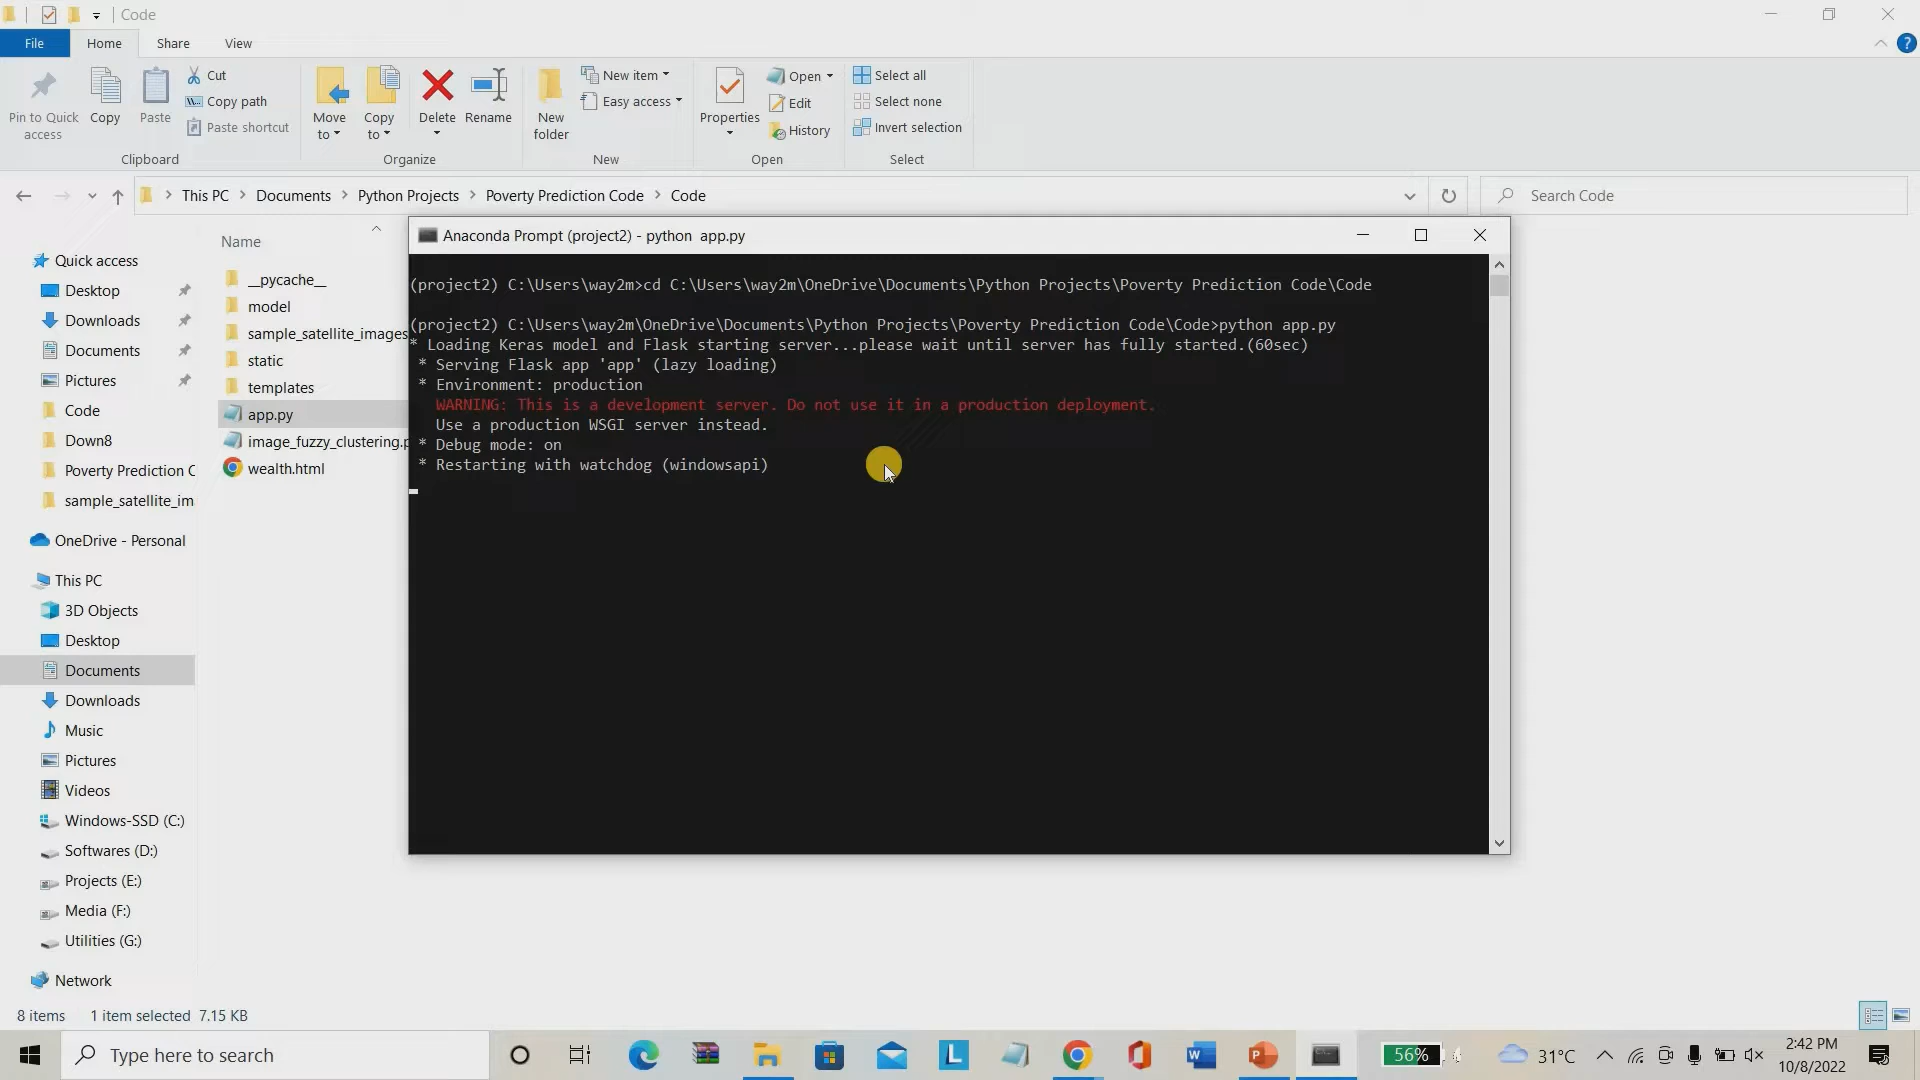 Code
File
Home
Share
View
Pin to Quick access
Copy
Paste
Cut
Copy path
Paste shortcut
Move to
Copy to
Delete
Rename
New folder
New item
Easy access
Properties
Open
Edit
History
Select all
Select none
Invert selection
Clipboard
Organize
New
Open
Select
This PC
Documents
Python Projects
Poverty Prediction Code
Code
Search Code
Name
Quick access
Desktop
Downloads
Documents
Pictures
Code
Down8
Poverty Prediction C
sample_satellite_im
OneDrive - Personal
This PC
3D Objects
Desktop
Documents
Downloads
Music
Pictures
Videos
Windows-SSD (C:)
Softwares (D:)
Projects (E:)
Media (F:)
Utilities (G:)
Network
__pycache__
model
sample_satellite_images
static
templates
app.py
image_fuzzy_clustering.p
wealth.html
Anaconda Prompt (project2) - python  app.py
(project2) C:\Users\way2m>cd C:\Users\way2m\OneDrive\Documents\Python Projects\Poverty Prediction Code\Code
(project2) C:\Users\way2m\OneDrive\Documents\Python Projects\Poverty Prediction Code\Code>python app.py
* Loading Keras model and Flask starting server...please wait until server has fully started.(60sec)
* Serving Flask app 'app' (lazy loading)
* Environment: production
WARNING: This is a development server. Do not use it in a production deployment.
Use a production WSGI server instead.
* Debug mode: on
* Restarting with watchdog (windowsapi)
8 items
1 item selected  7.15 KB
Type here to search
56%
31°C
2:42 PM
10/8/2022